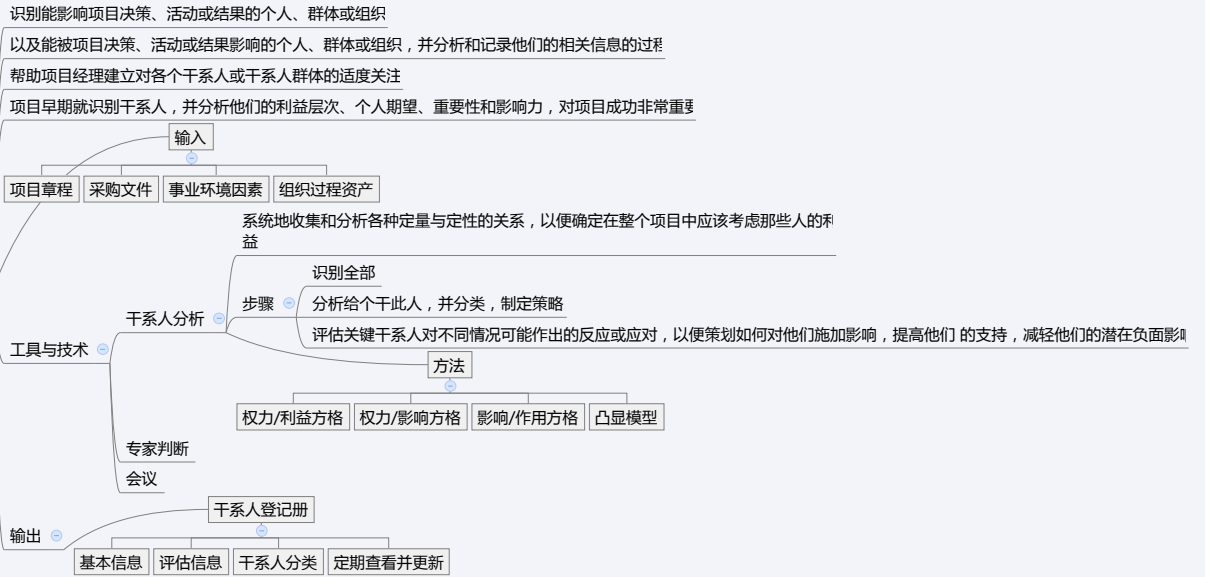 识别能影响项目决策、活动或结果的个人、群体或组织
以及能被项目决策、活动或结果影响的个人、群体或组织，并分析和记录他们的相关信息的过程
帮助项目经理建立对各个干系人或干系人群体的适度关注
项目早期就识别干系人，并分析他们的利益层次、个人期望、重要性和影响力，对项目成功非常重要
输入
项目章程 采购文件 事业环境因素 组织过程资产
系统地收集和分析各种定量与定性的关系，以便确定在整个项目中应该考虑那些人的利
益
识别全部
步骤
分析给个干此人，并分类，制定策略
干系人分析
评估关键干系人对不同情况可能作出的反应或应对，以便策划如何对他们施加影响，提高他们 的支持，减轻他们的潜在负面影响
工具与技术
方法
权力/利益方格 权力/影响方格 影响/作用方格 凸显模型
专家判断
会议
干系人登记册
输出
基本信息 评估信息 干系人分类 定期查看并更新